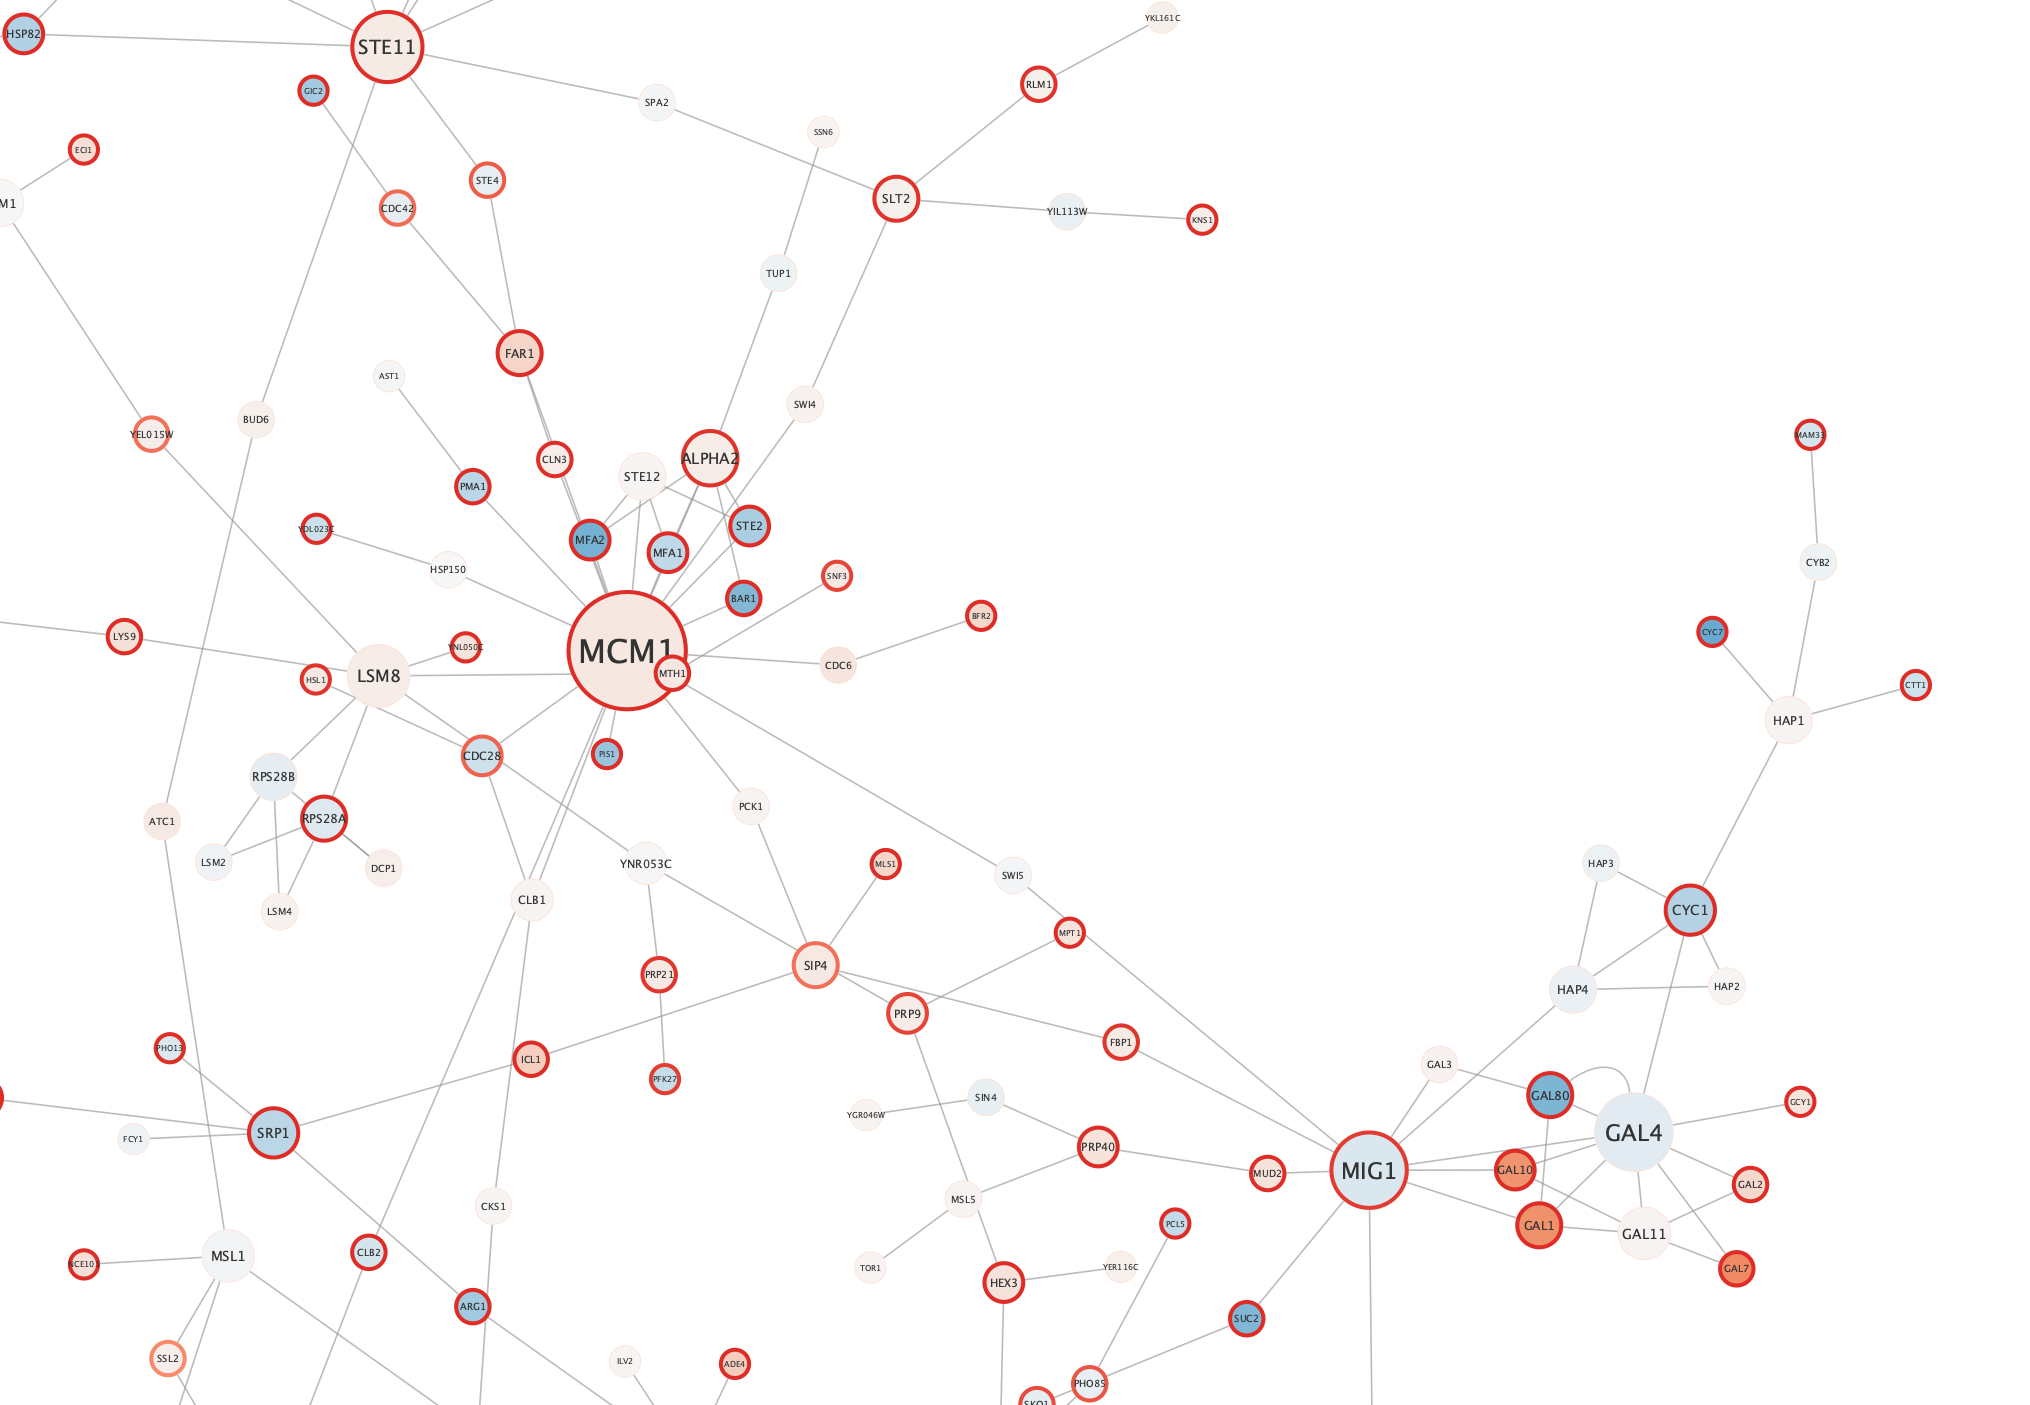 YKL161C
HSP82
STE11
RLM1
GIC2
SPA2
SSN6
ECI1
STE4
SLT2
M1
CDC42
YIL113W
KNS1
TUP1
FAR1
AST1
SWI4
BUD6
YEL015W
MAM33
CLN3
ALPHA2
STE12
PMA1
YDL023C
STE2
MFA2
MFA1
CYB2
HSP150
SNF3
BAR1
BFR2
CYC7
LYS9
YNL050C
MCM1
CDC6
MTH1
LSM8
HSL1
CTT1
HAP1
PIS1
CDC28
RPS28B
PCK1
RPS28A
ATC1
LSM2
HAP3
YNR053C
MLS1
DCP1
SWI5
CLB1
LSM4
CYC1
MPT1
SIP4
PRP21
HAP2
HAP4
PRP9
FBP1
PHO13
ICL1
GAL3
PFK27
GAL80
SIN4
GCY1
YGR046W
SRP1
GAL4
FCY1
PRP40
MIG1
GAL10
MUD2
GAL2
MSL5
CKS1
PCL5
GAL1
GAL11
CLB2
MSL1
NCE103
TOR1
YER116C
GAL7
HEX3
ARG1
SUC2
SSL2
ILV2
ADE4
PHO85
SKO1